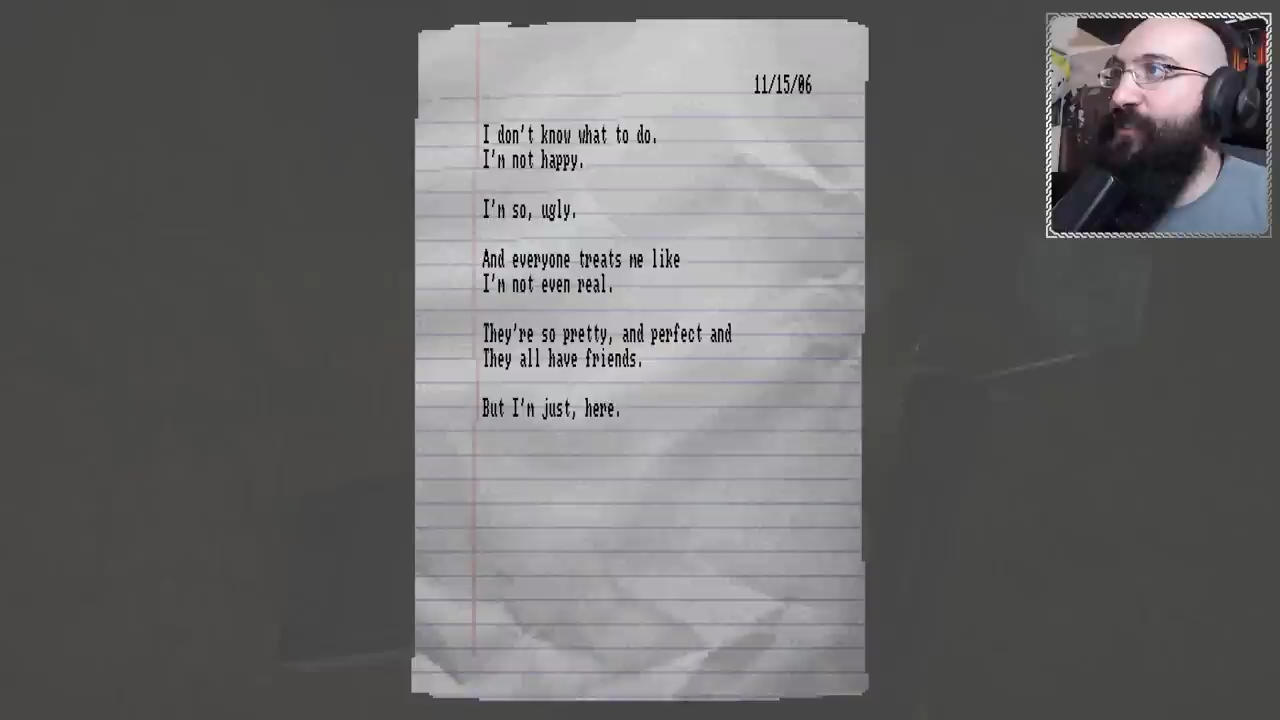 11/15/06
I don't know what to do.
I'm not happy.
I'm so, ugly.
And everyone treats me like
I'm not even real.
They're so pretty, and perfect and
They all have friends.
But I'm just, here.